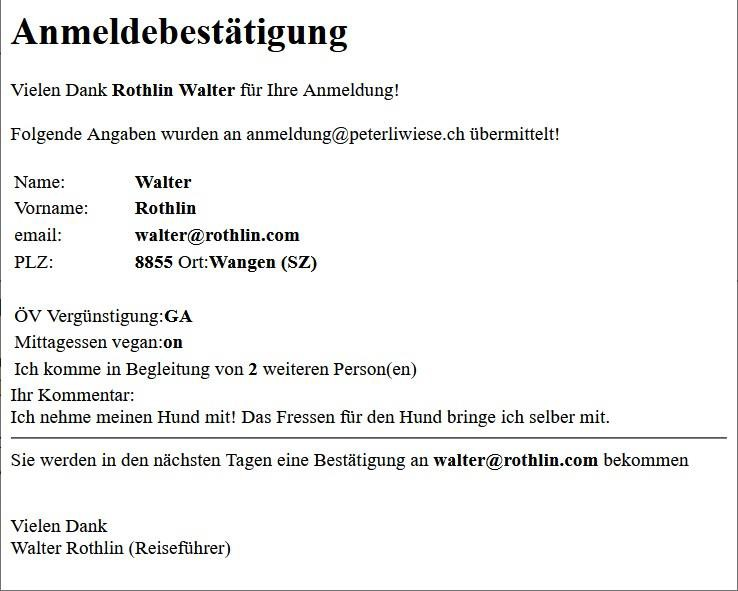 Anmeldebestätigung
Vielen Dank Rothlin Walter für Ihre Anmeldung!
Folgende Angaben wurden an anmeldung@peterliwiese.ch übermittelt!
Name: Walter
Vorname: Rothlin
email: walter@rothlin.com
PLZ: 8855 Ort:Wangen (SZ)
ÖV Vergünstigung:GA
Mittagessen vegan:on
Ich komme in Begleitung von 2 weiteren Person(en)
Ihr Kommentar:
Ich nehme meinen Hund mit! Das Fressen für den Hund bringe ich selber mit.
Sie werden in den nächsten Tagen eine Bestätigung an walter@rothlin.com bekommen
Vielen Dank
Walter Rothlin (Reiseführer)